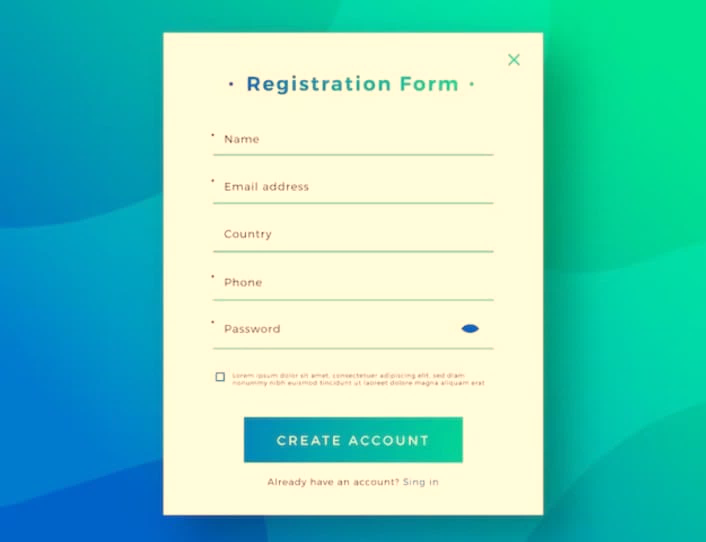 · Registration Form ·
· Name
· Email address
Country
· Phone
· Password
Lorem ipsum dolor sit amet, consectetuer adipiscing elit, sed diam
nonummy nibh euismod tincidunt ut laoreet dolore magna aliquam erat
CREATE ACCOUNT
Already have an account? Sing in